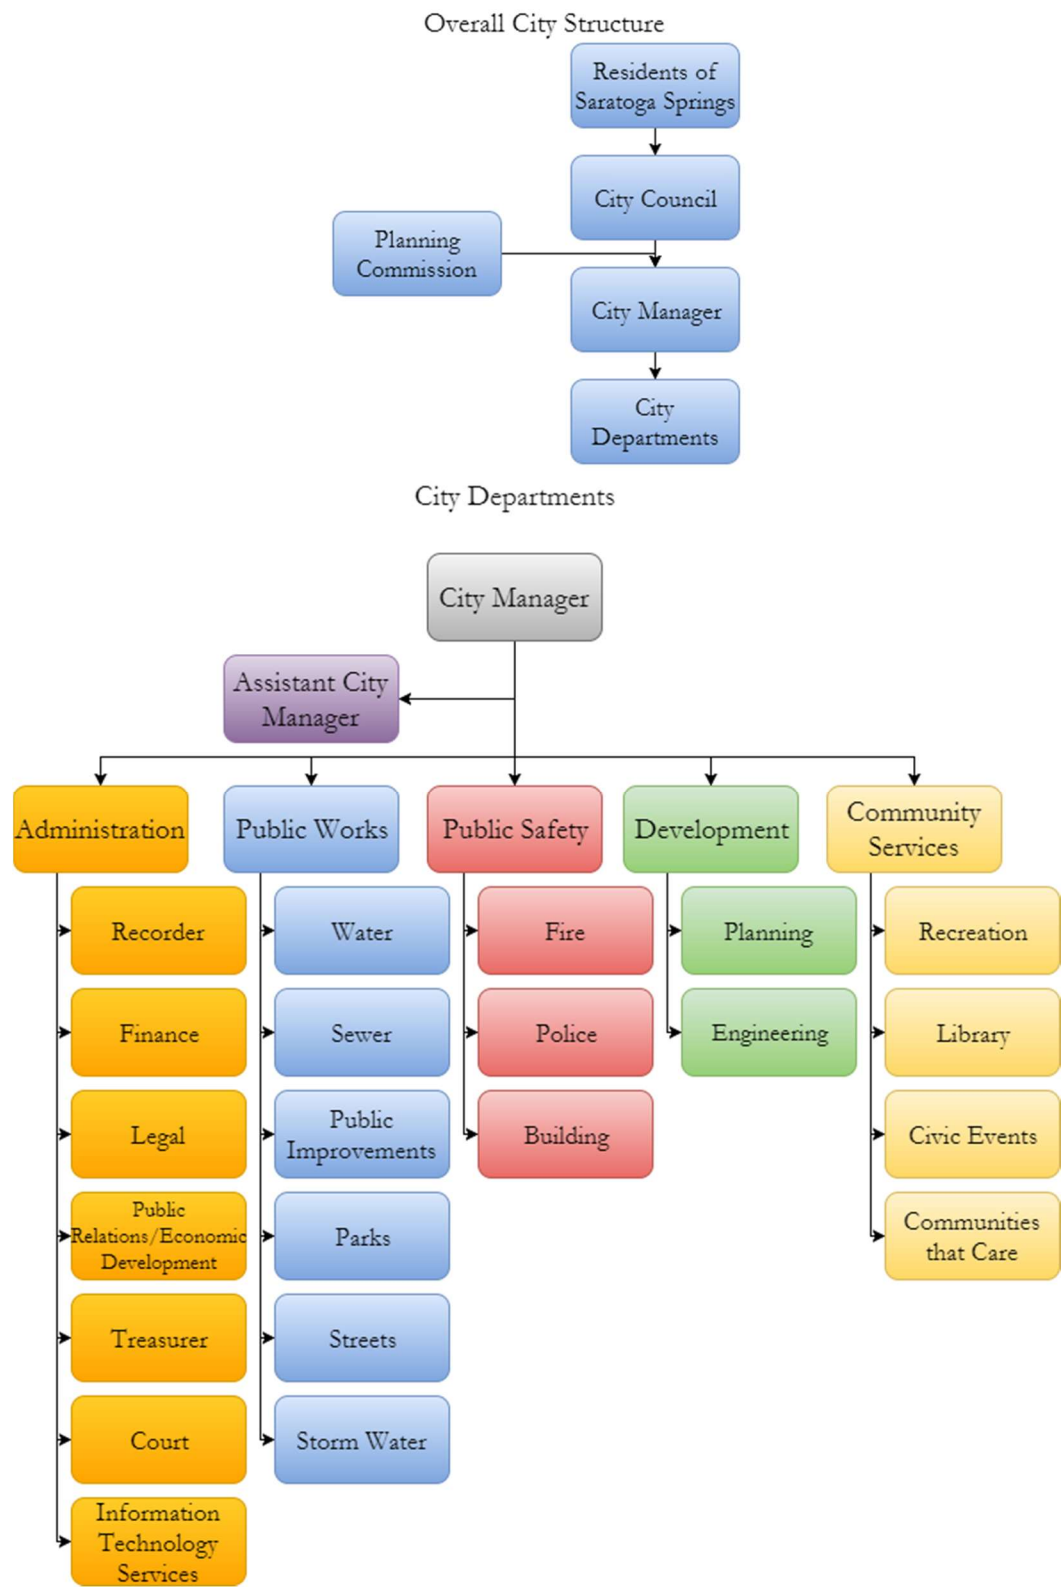 Overall City Structure
Residents of
Saratoga Springs
City Council
Planning
Commission
City Manager
City
Departments
City Departments
City Manager
Assistant City
Manager
Administration
Public Works
Public Safety
Development
Community
Services
Recorder
Water
Fire
Planning
Recreation
Finance
Sewer
Police
Engineering
Library
Legal
Public
Improvements
Building
Civic Events
Public
Relations/Economic
Development
Parks
Communities
that Care
Treasurer
Streets
Court
Storm Water
Information
Technology
Services